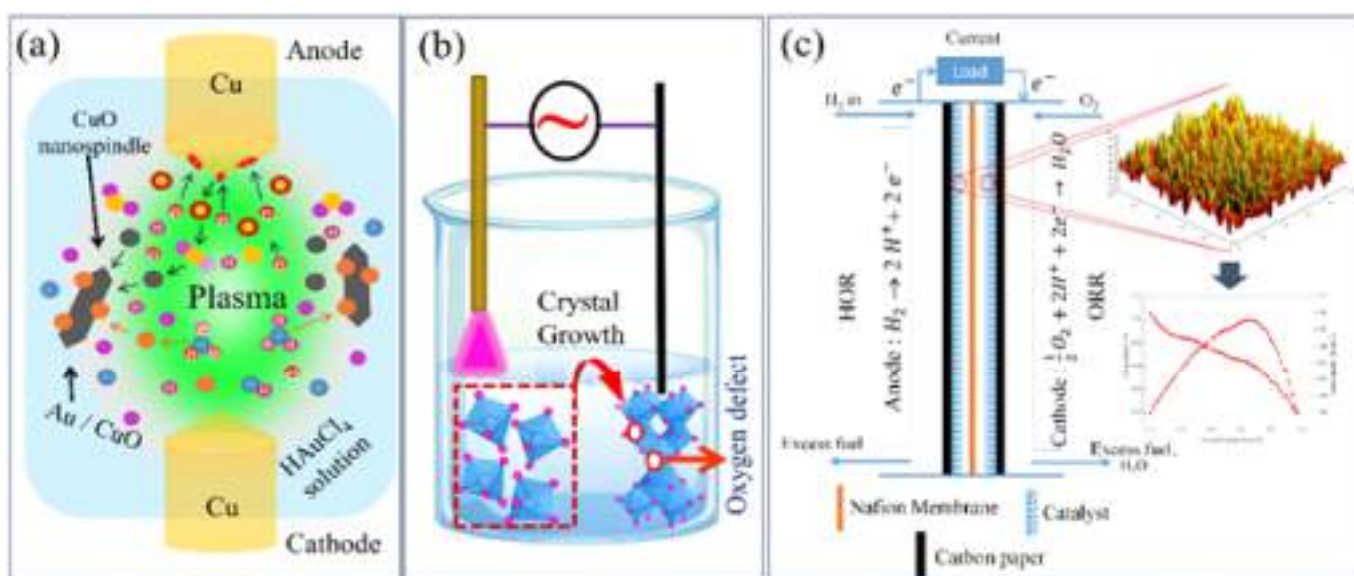 (a)
Anode
Cu
CuO
nanospindle
Plasma
Au / CuO
HAuCl₄
solution
Cu
Cathode
(b)
Crystal
Growth
Oxygen defect
(c)
Current
Load
e⁻
e⁻
H₂ in
O₂
HOR
Anode : H₂ → 2 H⁺ + 2 e⁻
Cathode : ½O₂ + 2H⁺ + 2e⁻ → H₂O
ORR
Excess fuel
Excess fuel ,
H₂O
Nafion Membrane
Catalyst
Carbon paper